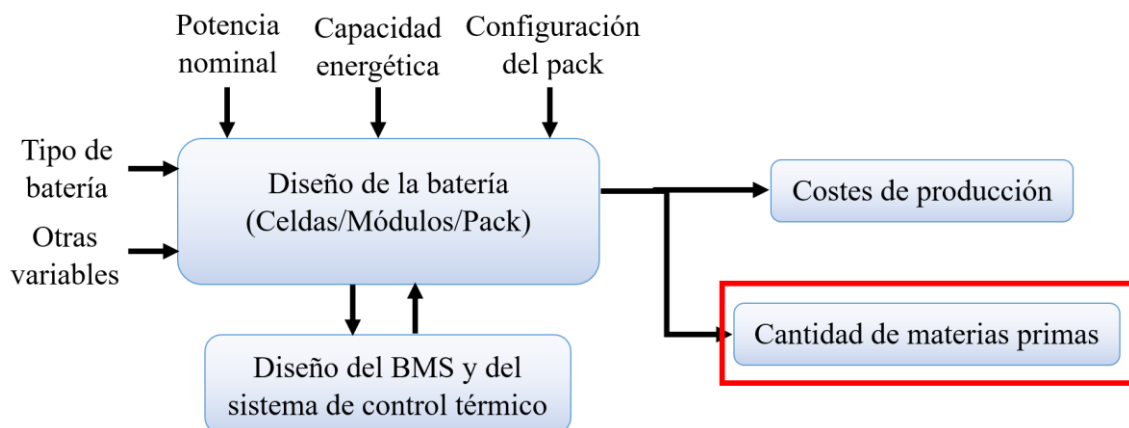 Potencia
nominal
Capacidad
energética
Configuración
del pack
Tipo de
batería
Otras
variables
Diseño de la batería
(Celdas/Módulos/Pack)
Costes de producción
Cantidad de materias primas
Diseño del BMS y del
sistema de control térmico